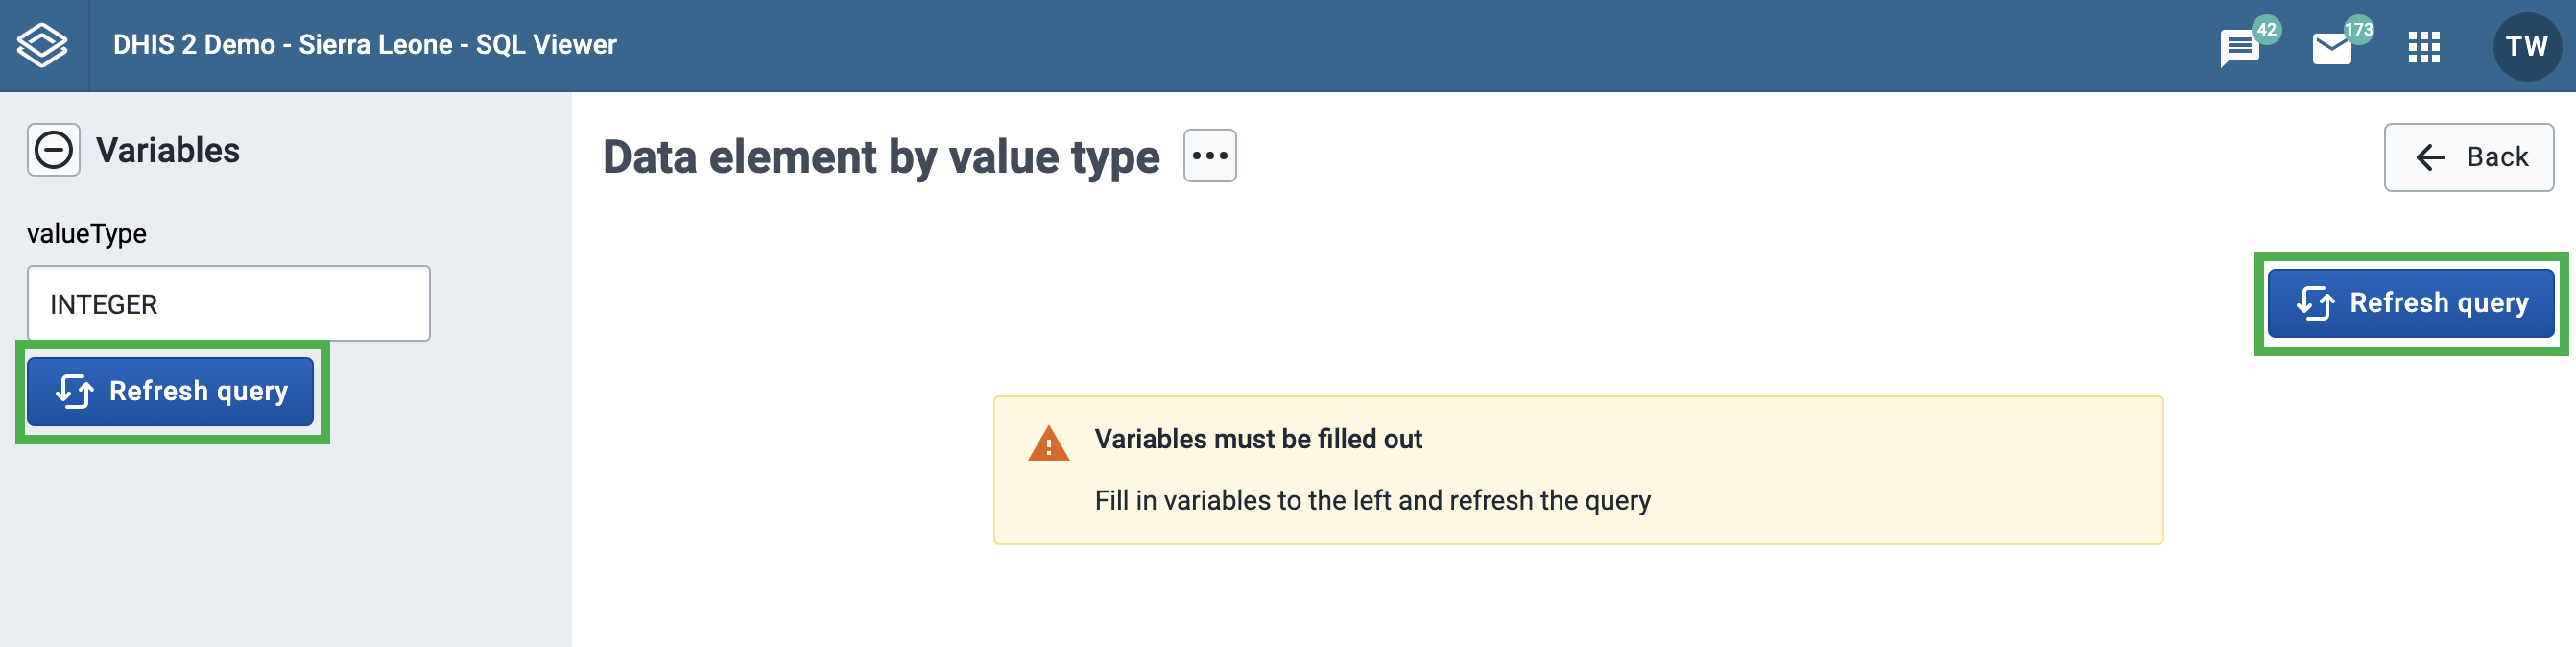 DHIS 2 Demo - Sierra Leone - SQL Viewer
42
173
TW
Variables
valueType
INTEGER
Refresh query
Data element by value type
Back
Refresh query
Variables must be filled out
Fill in variables to the left and refresh the query